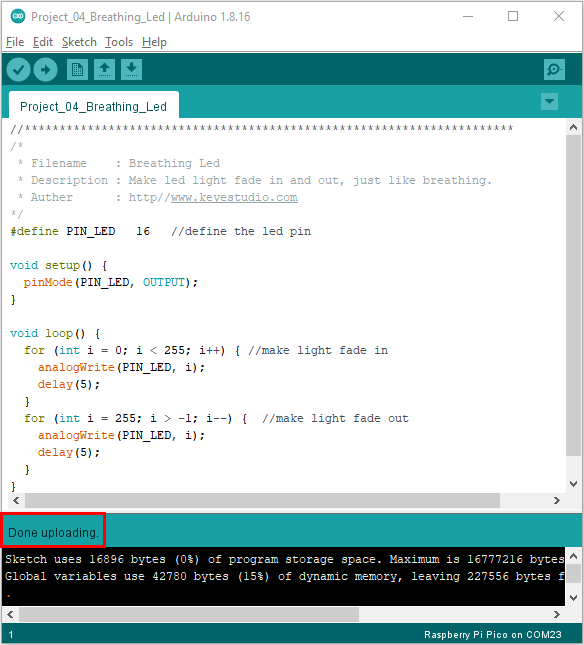 Project_04_Breathing_Led | Arduino 1.8.16
File Edit Sketch Tools Help
Project_04_Breathing_Led
//**********************************************************************
/*
 * Filename    : Breathing Led
 * Description : Make led light fade in and out, just like breathing.
 * Auther      : http//www.keyestudio.com
*/
#define PIN_LED   16   //define the led pin

void setup() {
  pinMode(PIN_LED, OUTPUT);
}

void loop() {
  for (int i = 0; i < 255; i++) { //make light fade in
    analogWrite(PIN_LED, i);
    delay(5);
  }
  for (int i = 255; i > -1; i--) {  //make light fade out
    analogWrite(PIN_LED, i);
    delay(5);
  }
}
Done uploading.
Sketch uses 16896 bytes (0%) of program storage space. Maximum is 16777216 bytes
Global variables use 42780 bytes (15%) of dynamic memory, leaving 227556 bytes f
.
1 Raspberry Pi Pico on COM23